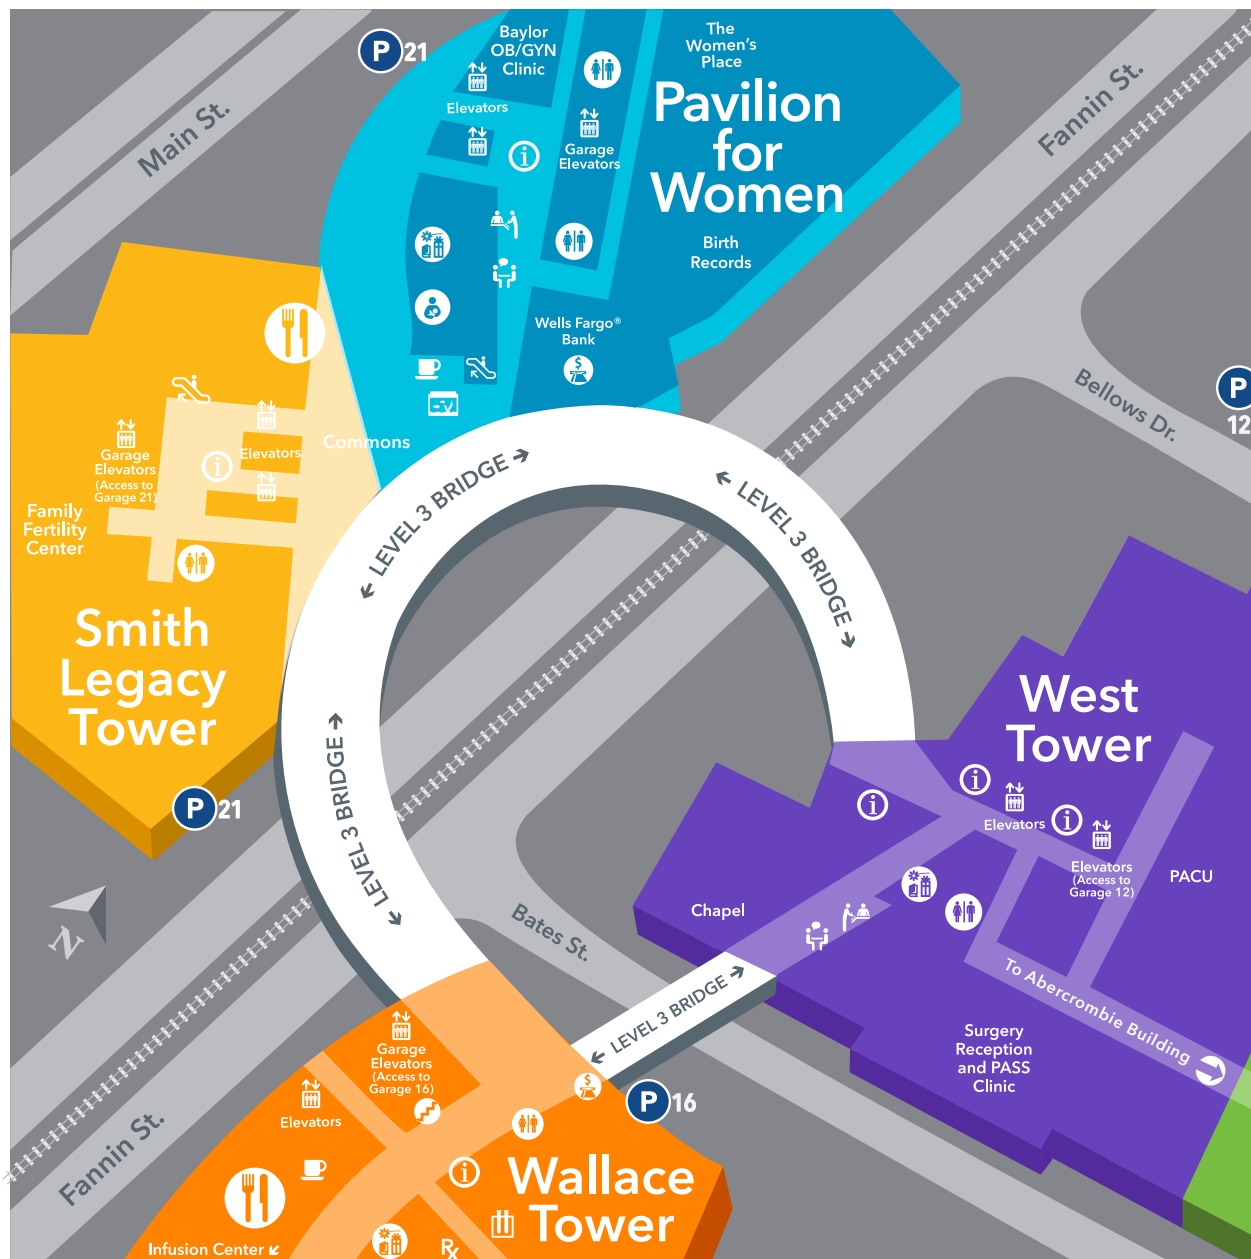 P 21
Main St.
Baylor
OB/GYN
Clinic
Elevators
i
Garage
Elevators
The
Women's
Place
Pavilion
for
Women
Birth
Records
Wells Fargo®
Bank
$
Fannin St.
Bellows Dr.
P
12
Commons
Garage
Elevators
(Access to
Garage 21)
i
Elevators
Family
Fertility
Center
Smith
Legacy
Tower
P 21
N
LEVEL 3 BRIDGE
LEVEL 3 BRIDGE
LEVEL 3 BRIDGE
West
Tower
i
i
Elevators
i
Elevators
(Access to
Garage 12)
PACU
Chapel
Bates St.
LEVEL 3 BRIDGE
To Abercrombie Building
Surgery
Reception
and PASS
Clinic
Garage
Elevators
(Access to
Garage 16)
$
P 16
Elevators
Fannin St.
i
Wallace
Tower
Infusion Center
Rx